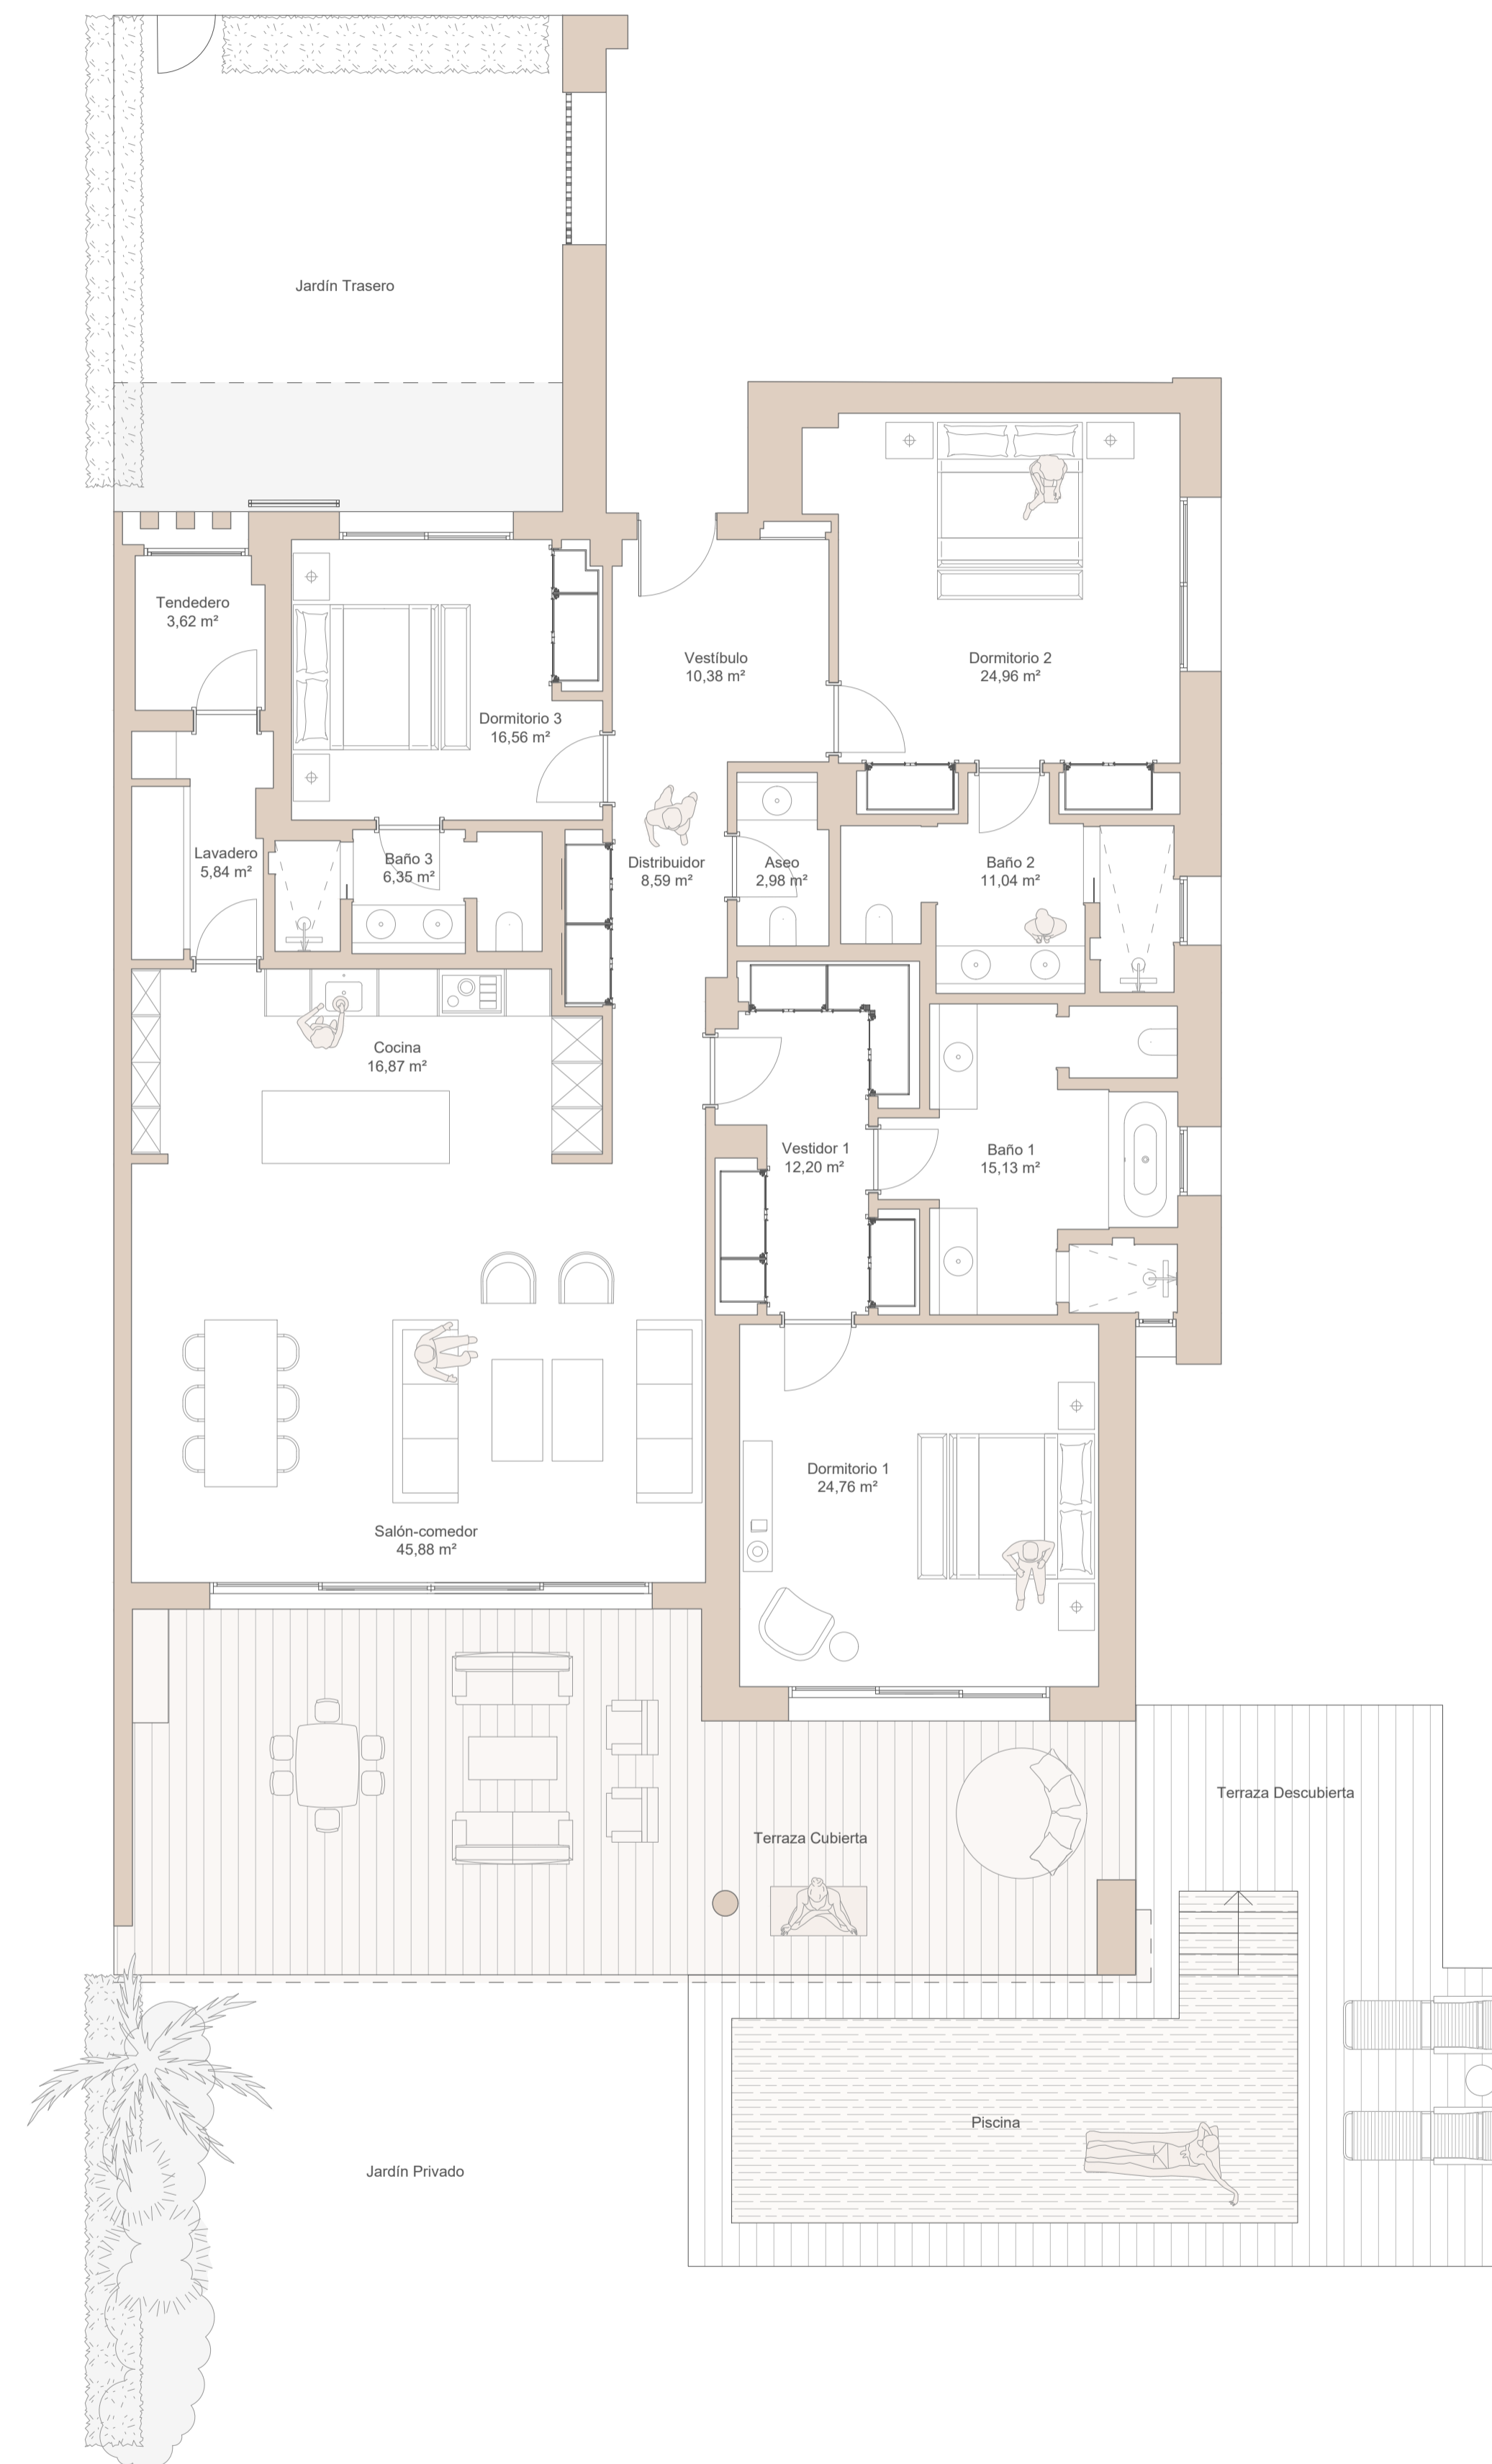 Jardín Trasero
Tendedero
3,62 m²
Vestíbulo
10,38 m²
Dormitorio 2
24,96 m²
Dormitorio 3
16,56 m²
Lavadero
5,84 m²
Baño 3
6,35 m²
Distribuidor
8,59 m²
Aseo
2,98 m²
Baño 2
11,04 m²
Cocina
16,87 m²
Vestidor 1
12,20 m²
Baño 1
15,13 m²
Dormitorio 1
24,76 m²
Salón-comedor
45,88 m²
Terraza Descubierta
Terraza Cubierta
Piscina
Jardín Privado